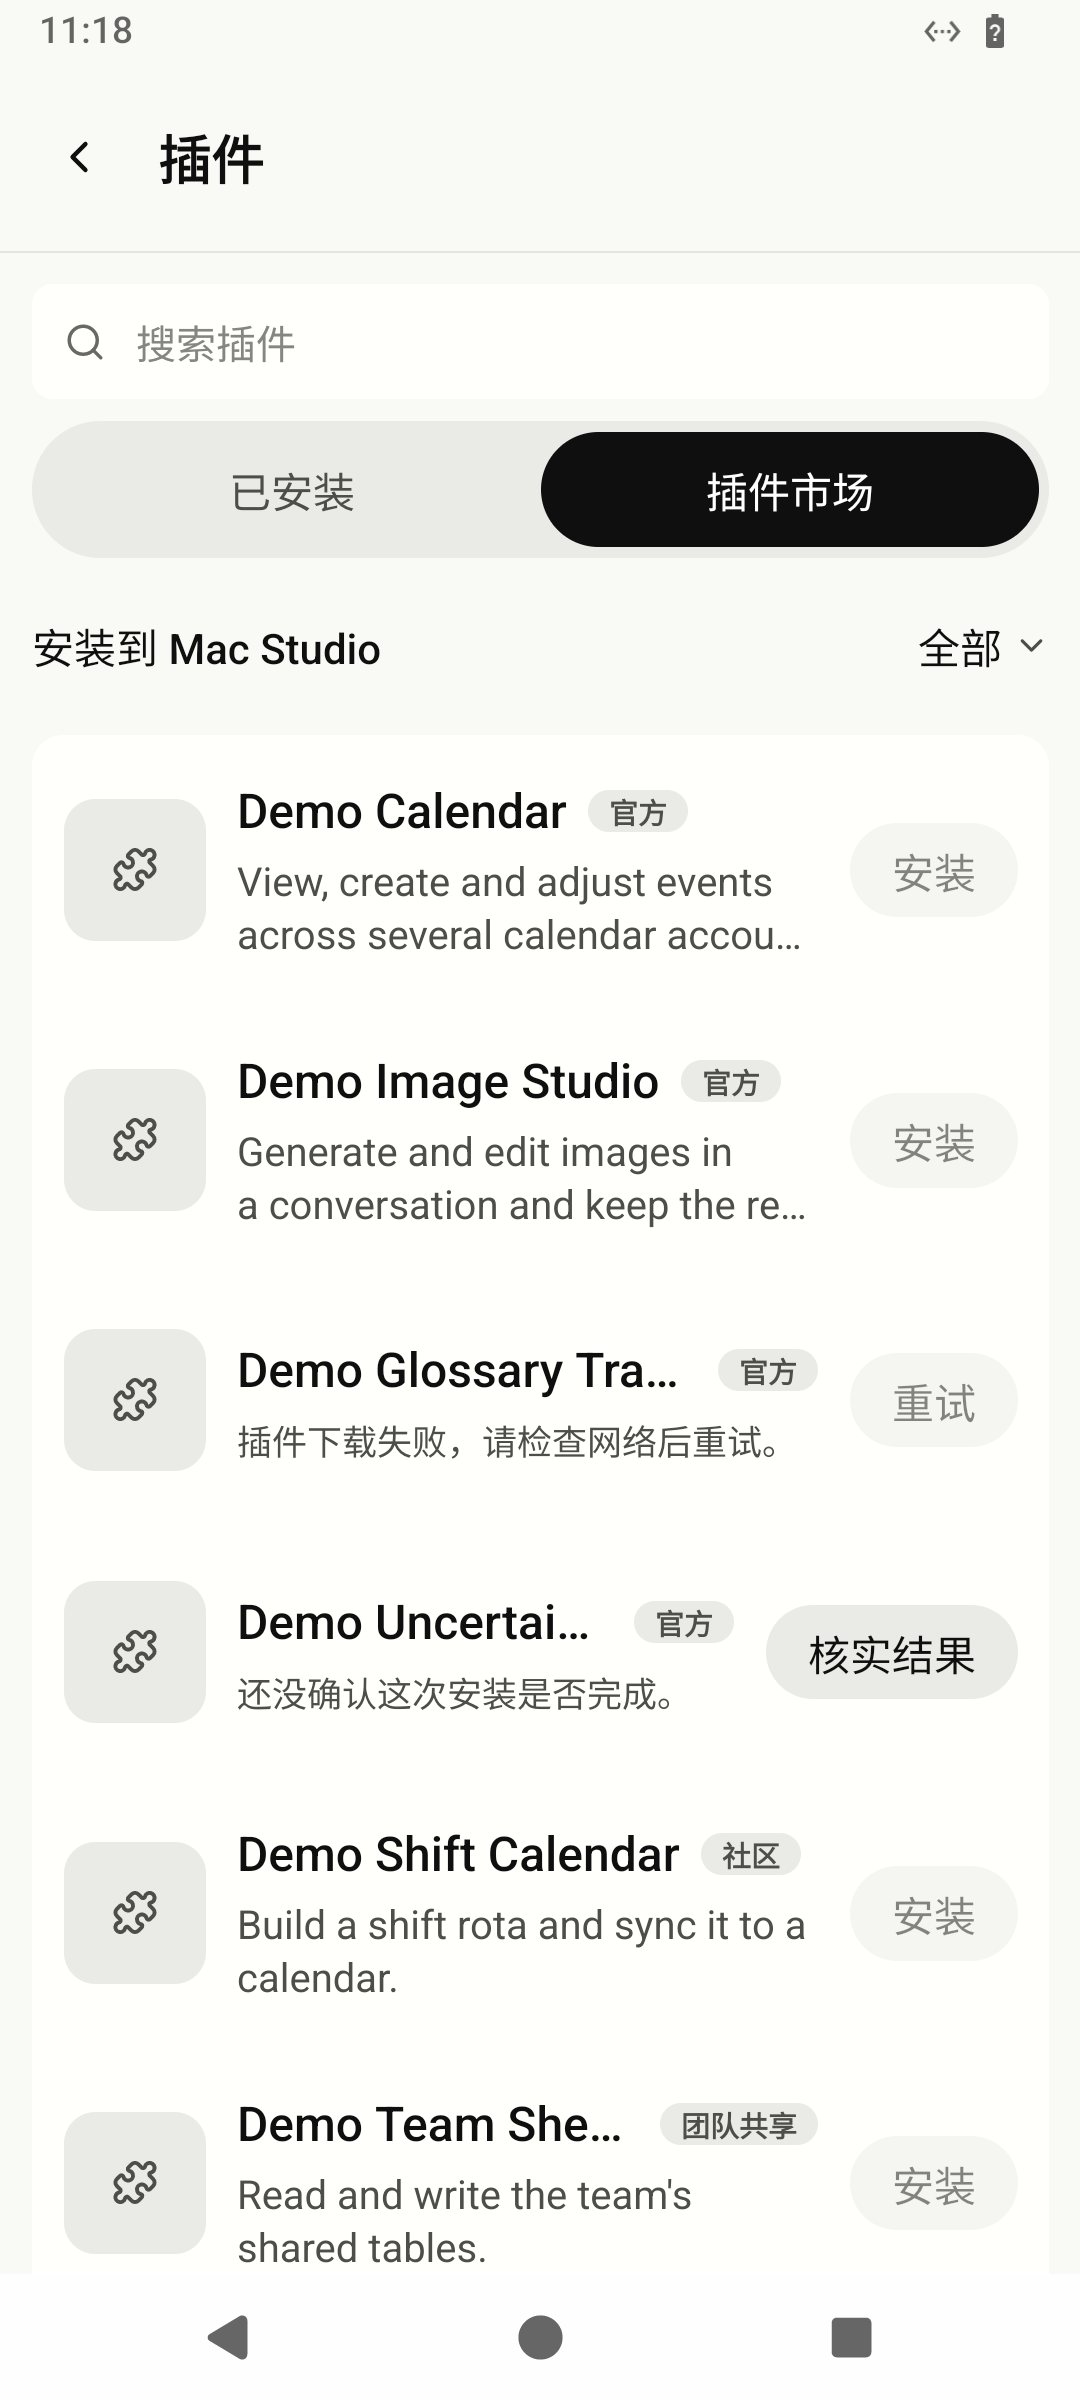 11:18
插件
搜索插件
已安装
插件市场
安装到 Mac Studio
全部
Demo Calendar 官方
View, create and adjust events
across several calendar accou...
安装
Demo Image Studio 官方
Generate and edit images in
a conversation and keep the re...
安装
Demo Glossary Tra... 官方
插件下载失败，请检查网络后重试。
重试
Demo Uncertai... 官方
还没确认这次安装是否完成。
核实结果
Demo Shift Calendar 社区
Build a shift rota and sync it to a
calendar.
安装
Demo Team She... 团队共享
Read and write the team's
shared tables.
安装